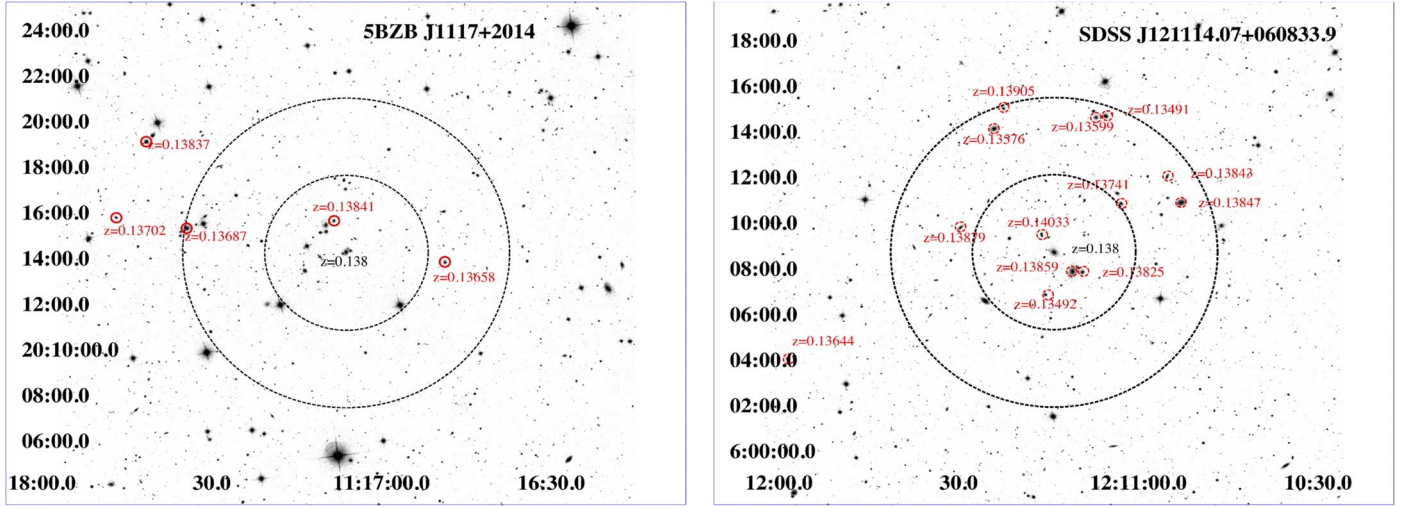 5BZB J1117+2014
24:00.0
22:00.0
20:00.0
z=0.13837
18:00.0
16:00.0
z=0.13841
z=0.13702
z=0.13687
14:00.0
z=0.138
z=0.13658
12:00.0
20:10:00.0
08:00.0
06:00.0
18:00.0 30.0 11:17:00.0 16:30.0
SDSS J121114.07+060833.9
18:00.0
16:00.0
z=0.13905
z=0.13491
14:00.0
z=0.13599
z=0.13576
12:00.0
z=0.13843
z=0.13741
z=0.13847
10:00.0
z=0.14033
z=0.13879
z=0.138
08:00.0
z=0.13859
z=0.13825
z=0.13492
06:00.0
z=0.13644
04:00.0
02:00.0
6:00:00.0
12:00.0 30.0 12:11:00.0 10:30.0